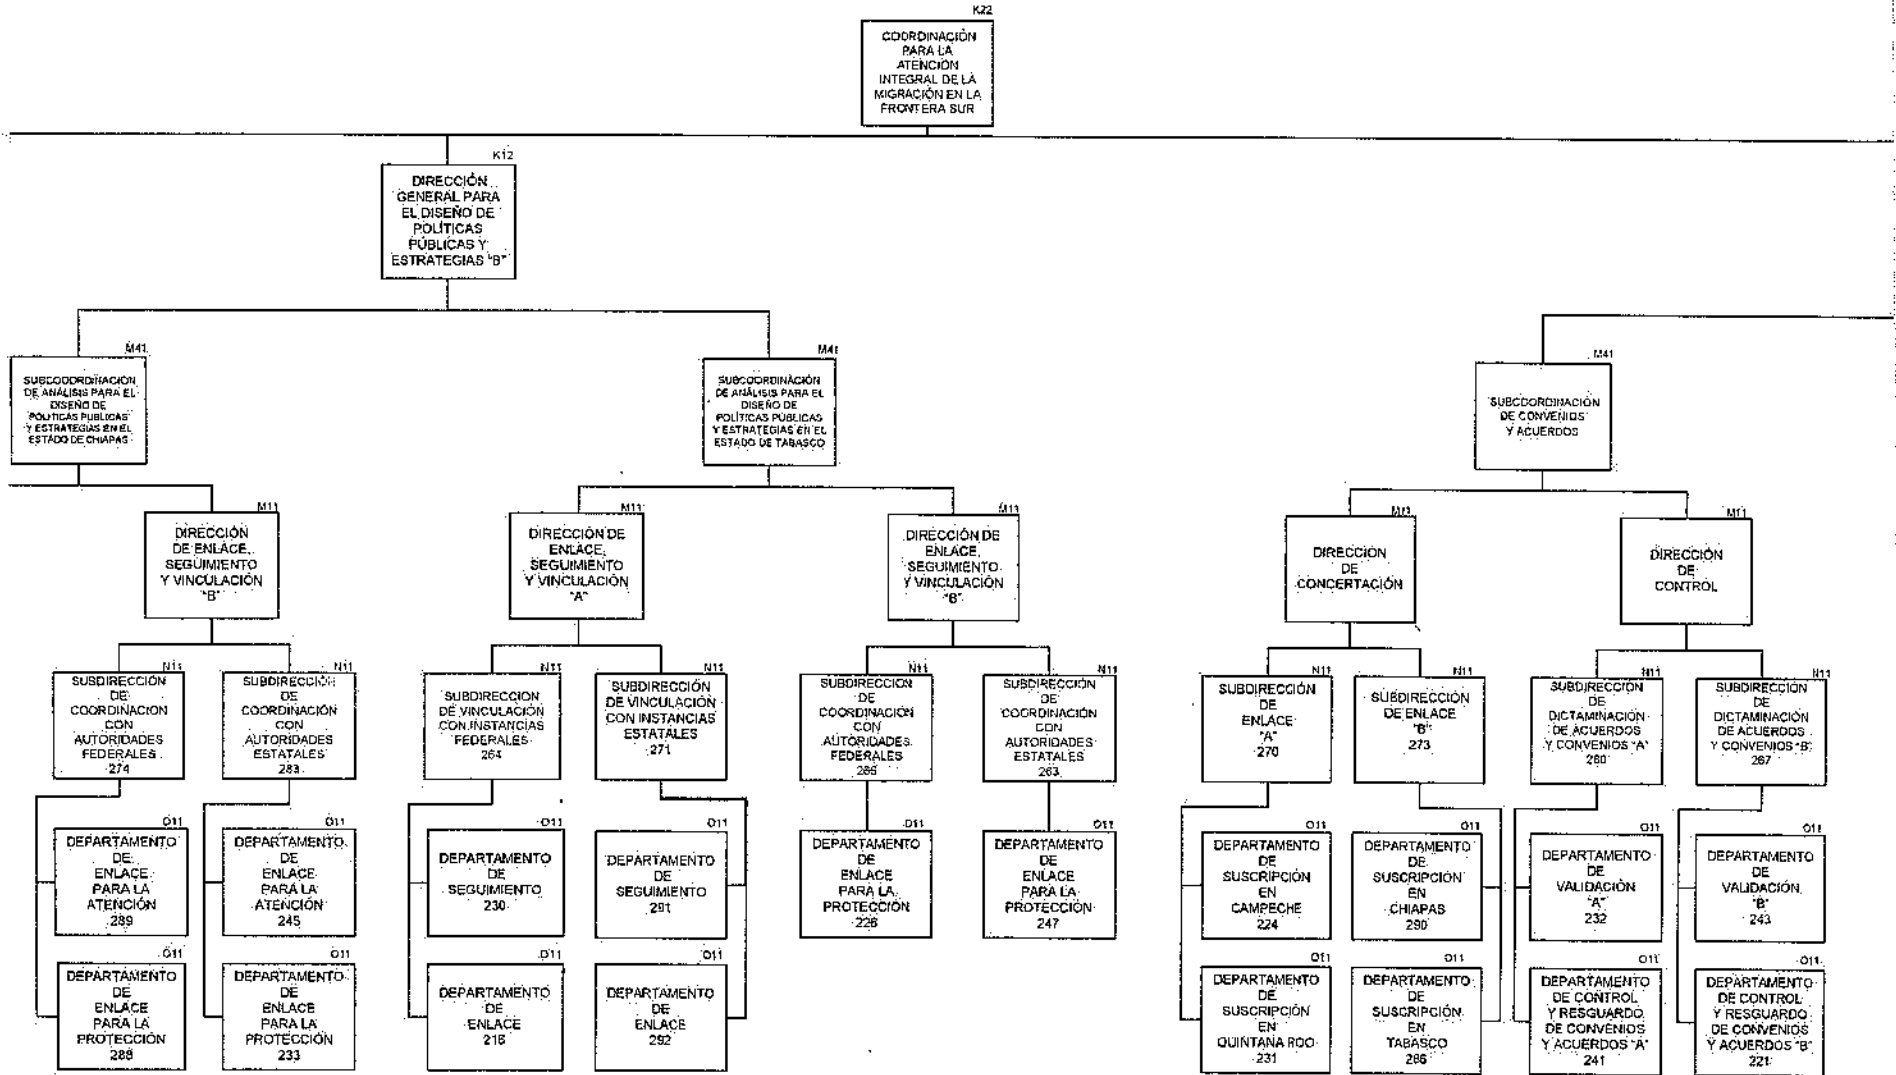 K22
COORDINACIÓN
PARA LA
ATENCIÓN
INTEGRAL DE LA
MIGRACIÓN EN LA
FRONTERA SUR
K12
DIRECCIÓN
GENERAL PARA
EL DISEÑO DE
POLÍTICAS
PÚBLICAS Y
ESTRATEGIAS "B"
M41
SUBCOORDINACIÓN
DE ANÁLISIS PARA EL
DISEÑO DE
POLÍTICAS PÚBLICAS
Y ESTRATEGIAS EN EL
ESTADO DE CHIAPAS
M41
SUBCOORDINACIÓN
DE ANÁLISIS PARA EL
DISEÑO DE
POLÍTICAS PÚBLICAS
Y ESTRATEGIAS EN EL
ESTADO DE TABASCO
M41
SUBCOORDINACIÓN
DE CONVENIOS
Y ACUERDOS
M11
DIRECCIÓN
DE ENLACE,
SEGUIMIENTO
Y VINCULACIÓN
"B"
M11
DIRECCIÓN DE
ENLACE,
SEGUIMIENTO
Y VINCULACIÓN
"A"
M11
DIRECCIÓN DE
ENLACE,
SEGUIMIENTO
Y VINCULACIÓN
"B"
M11
DIRECCIÓN
DE
CONCERTACIÓN
M11
DIRECCIÓN
DE
CONTROL
N11
SUBDIRECCIÓN
DE
COORDINACIÓN
CON
AUTORIDADES
FEDERALES
274
N11
SUBDIRECCIÓN
DE
COORDINACIÓN
CON
AUTORIDADES
ESTATALES
283
N11
SUBDIRECCIÓN
DE VINCULACIÓN
CON INSTANCIAS
FEDERALES
264
N11
SUBDIRECCIÓN
DE VINCULACIÓN
CON INSTANCIAS
ESTATALES
271
N11
SUBDIRECCIÓN
DE
COORDINACIÓN
CON
AUTORIDADES
FEDERALES
N11
SUBDIRECCIÓN
DE
COORDINACIÓN
CON
AUTORIDADES
ESTATALES
263
N11
SUBDIRECCIÓN
DE
ENLACE
"A"
270
N11
SUBDIRECCIÓN
DE ENLACE
"B"
273
N11
SUBDIRECCIÓN
DE
DICTAMINACIÓN
DE ACUERDOS
Y CONVENIOS "A"
N11
SUBDIRECCIÓN
DE
DICTAMINACIÓN
DE ACUERDOS
Y CONVENIOS "B"
267
O11
DEPARTAMENTO
DE
ENLACE
PARA LA
ATENCIÓN
289
O11
DEPARTAMENTO
DE
ENLACE
PARA LA
ATENCIÓN
245
O11
DEPARTAMENTO
DE
SEGUIMIENTO
230
O11
DEPARTAMENTO
DE
SEGUIMIENTO
291
O11
DEPARTAMENTO
DE
ENLACE
PARA LA
PROTECCIÓN
O11
DEPARTAMENTO
DE
ENLACE
PARA LA
PROTECCIÓN
247
O11
DEPARTAMENTO
DE
SUSCRIPCIÓN
EN
CAMPECHE
224
O11
DEPARTAMENTO
DE
SUSCRIPCIÓN
EN
CHIAPAS
290
O11
DEPARTAMENTO
DE
VALIDACIÓN
"A"
232
O11
DEPARTAMENTO
DE
VALIDACIÓN
"B"
243
O11
DEPARTAMENTO
DE
ENLACE
PARA LA
PROTECCIÓN
288
O11
DEPARTAMENTO
DE
ENLACE
PARA LA
PROTECCIÓN
233
O11
DEPARTAMENTO
DE
ENLACE
O11
DEPARTAMENTO
DE
ENLACE
292
O11
DEPARTAMENTO
DE
SUSCRIPCIÓN
EN
QUINTANA ROO
231
O11
DEPARTAMENTO
DE
SUSCRIPCIÓN
EN
TABASCO
O11
DEPARTAMENTO
DE CONTROL
Y RESGUARDO
DE CONVENIOS
Y ACUERDOS "A"
241
O11
DEPARTAMENTO
DE CONTROL
Y RESGUARDO
DE CONVENIOS
Y ACUERDOS "B"
221